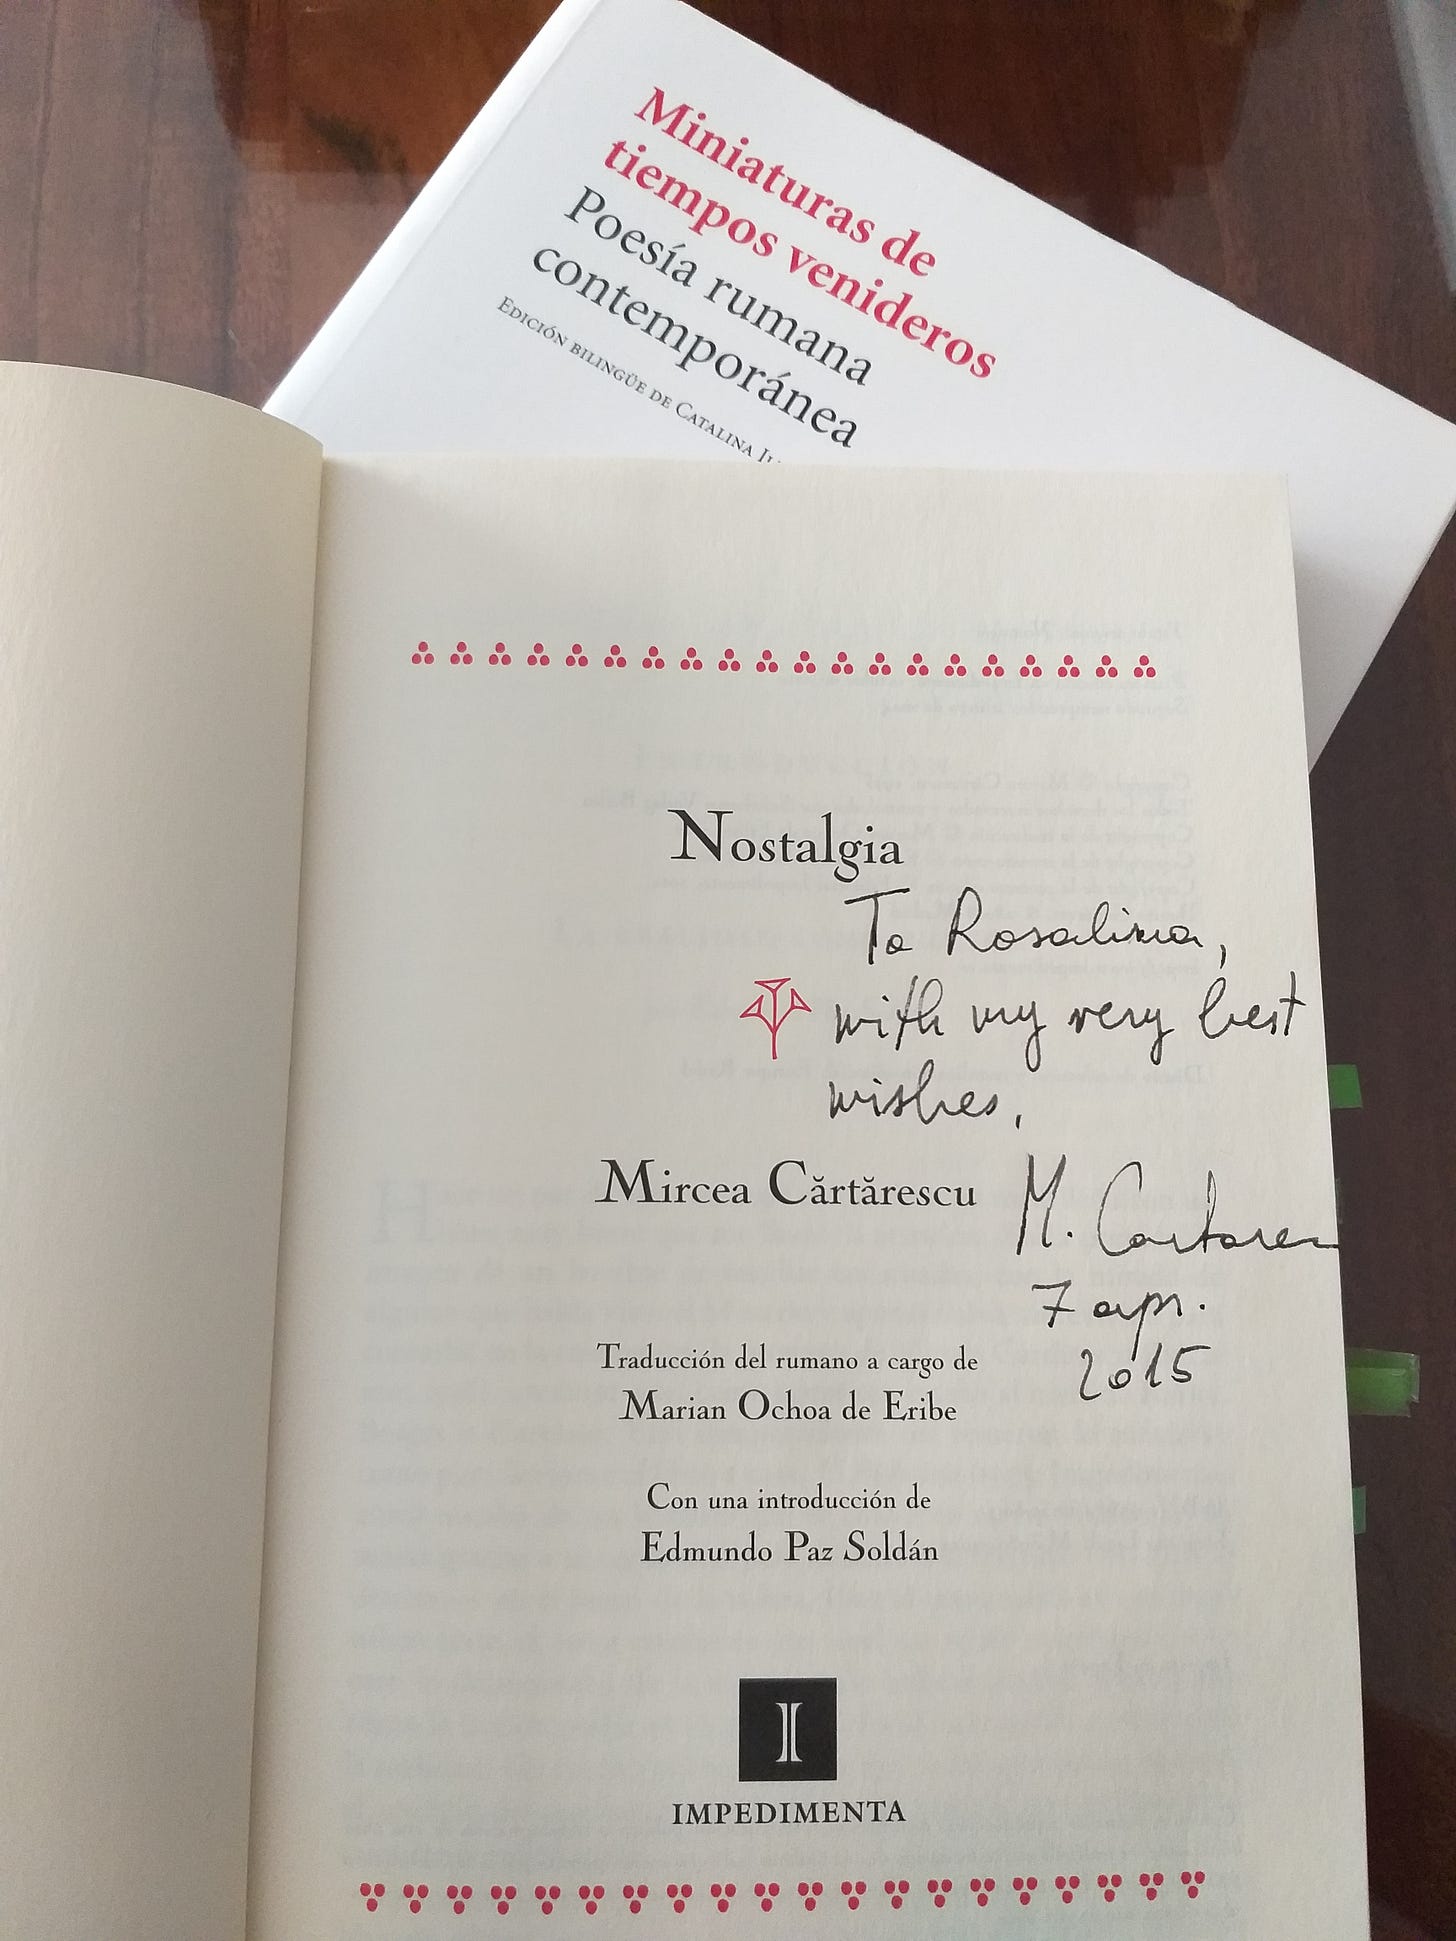 Miniaturas de
tiempos venideros
Poesía rumana
contemporánea
Edición bilingüe de Catalina
Nostalgia
To Rosalina,
with my very best
wishes,
Mircea Cărtărescu
M. Cartares
7 apr.
2015
Traducción del rumano a cargo de
Marian Ochoa de Eribe
Con una introducción de
Edmundo Paz Soldán
I
IMPEDIMENTA